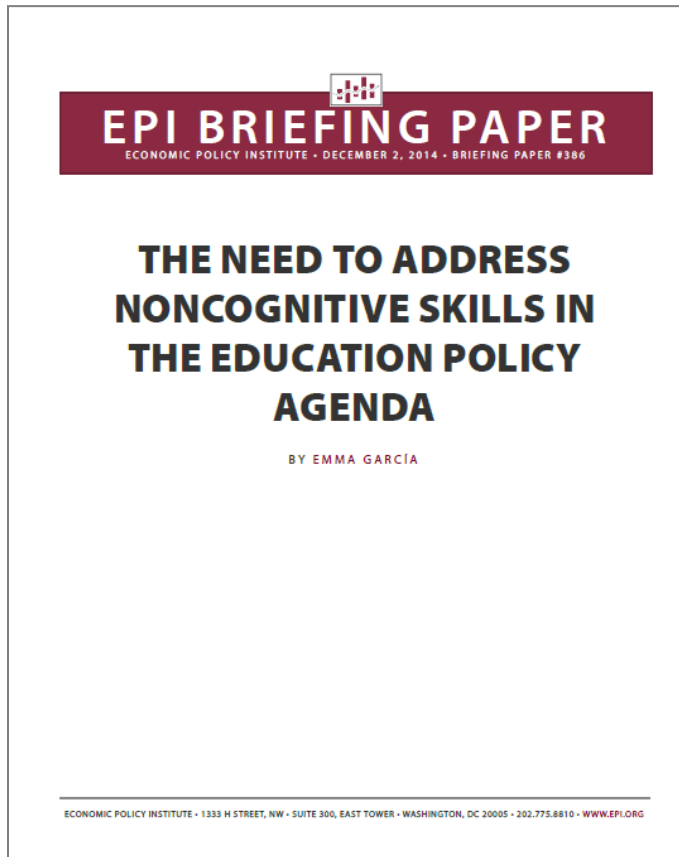 EPI BRIEFING PAPER
ECONOMIC POLICY INSTITUTE • DECEMBER 2, 2014 • BRIEFING PAPER #386
THE NEED TO ADDRESS
NONCOGNITIVE SKILLS IN
THE EDUCATION POLICY
AGENDA
BY EMMA GARCÍA
ECONOMIC POLICY INSTITUTE • 1333 H STREET, NW • SUITE 300, EAST TOWER • WASHINGTON, DC 20005 • 202.775.8810 • WWW.EPI.ORG